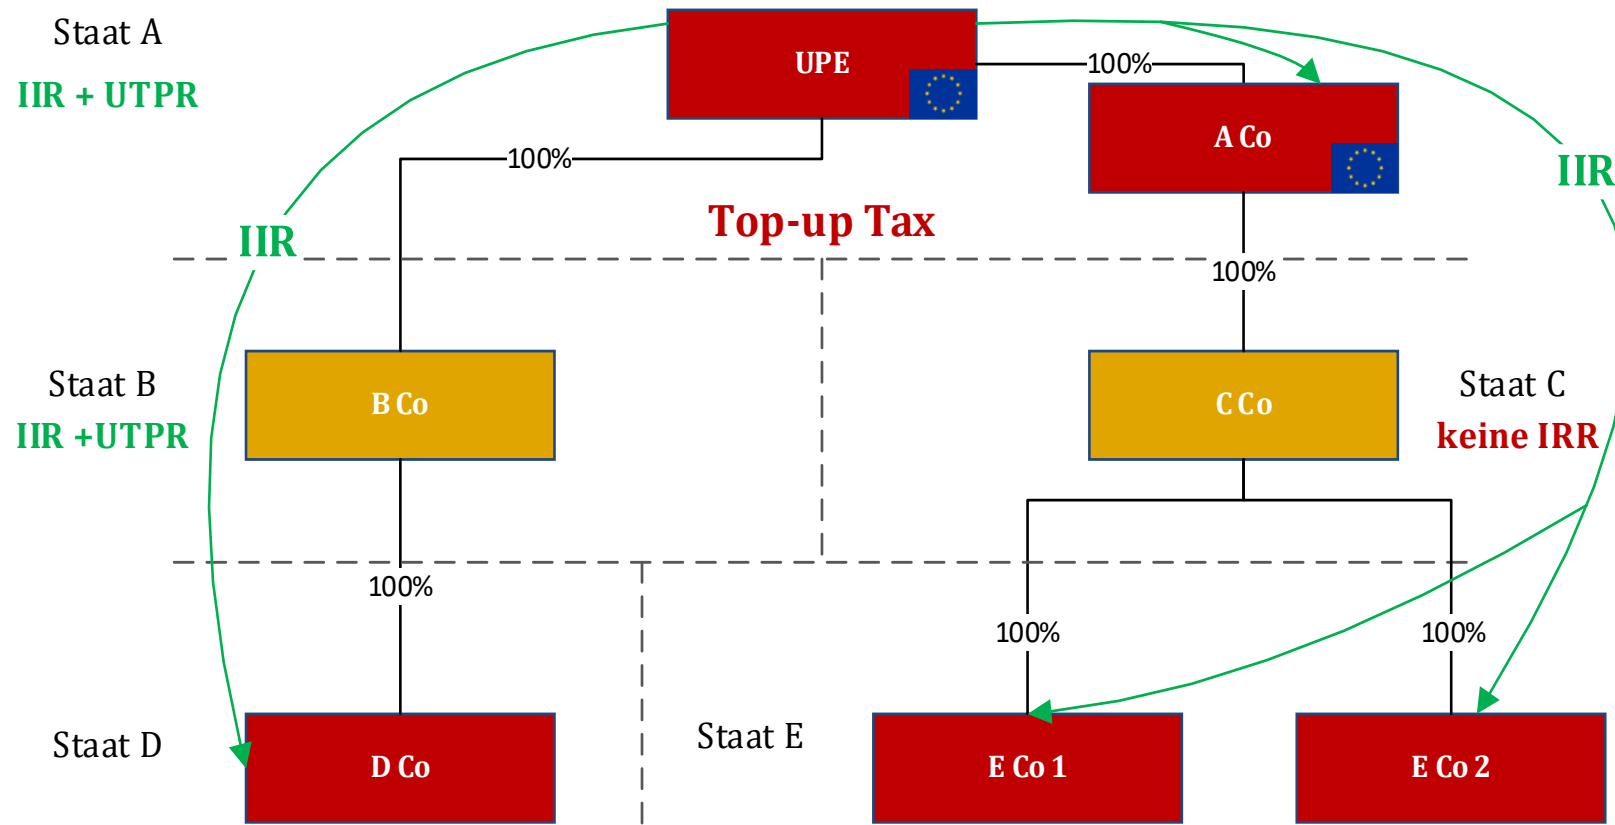 Staat A
IIR + UTPR
UPE
100%
A Co
100%
IIR
IIR
Top-up Tax
100%
Staat B
IIR +UTPR
B Co
C Co
Staat C
keine IRR
100%
100%
100%
Staat D
D Co
Staat E
E Co 1
E Co 2